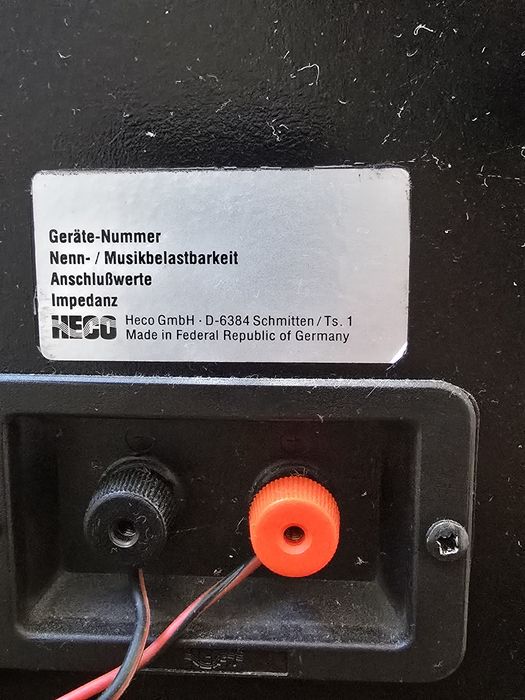 Geräte-Nummer
Nenn- / Musikbelastbarkeit
Anschlußwerte
Impedanz
HECO Heco GmbH · D-6384 Schmitten / Ts. 1
Made in Federal Republic of Germany